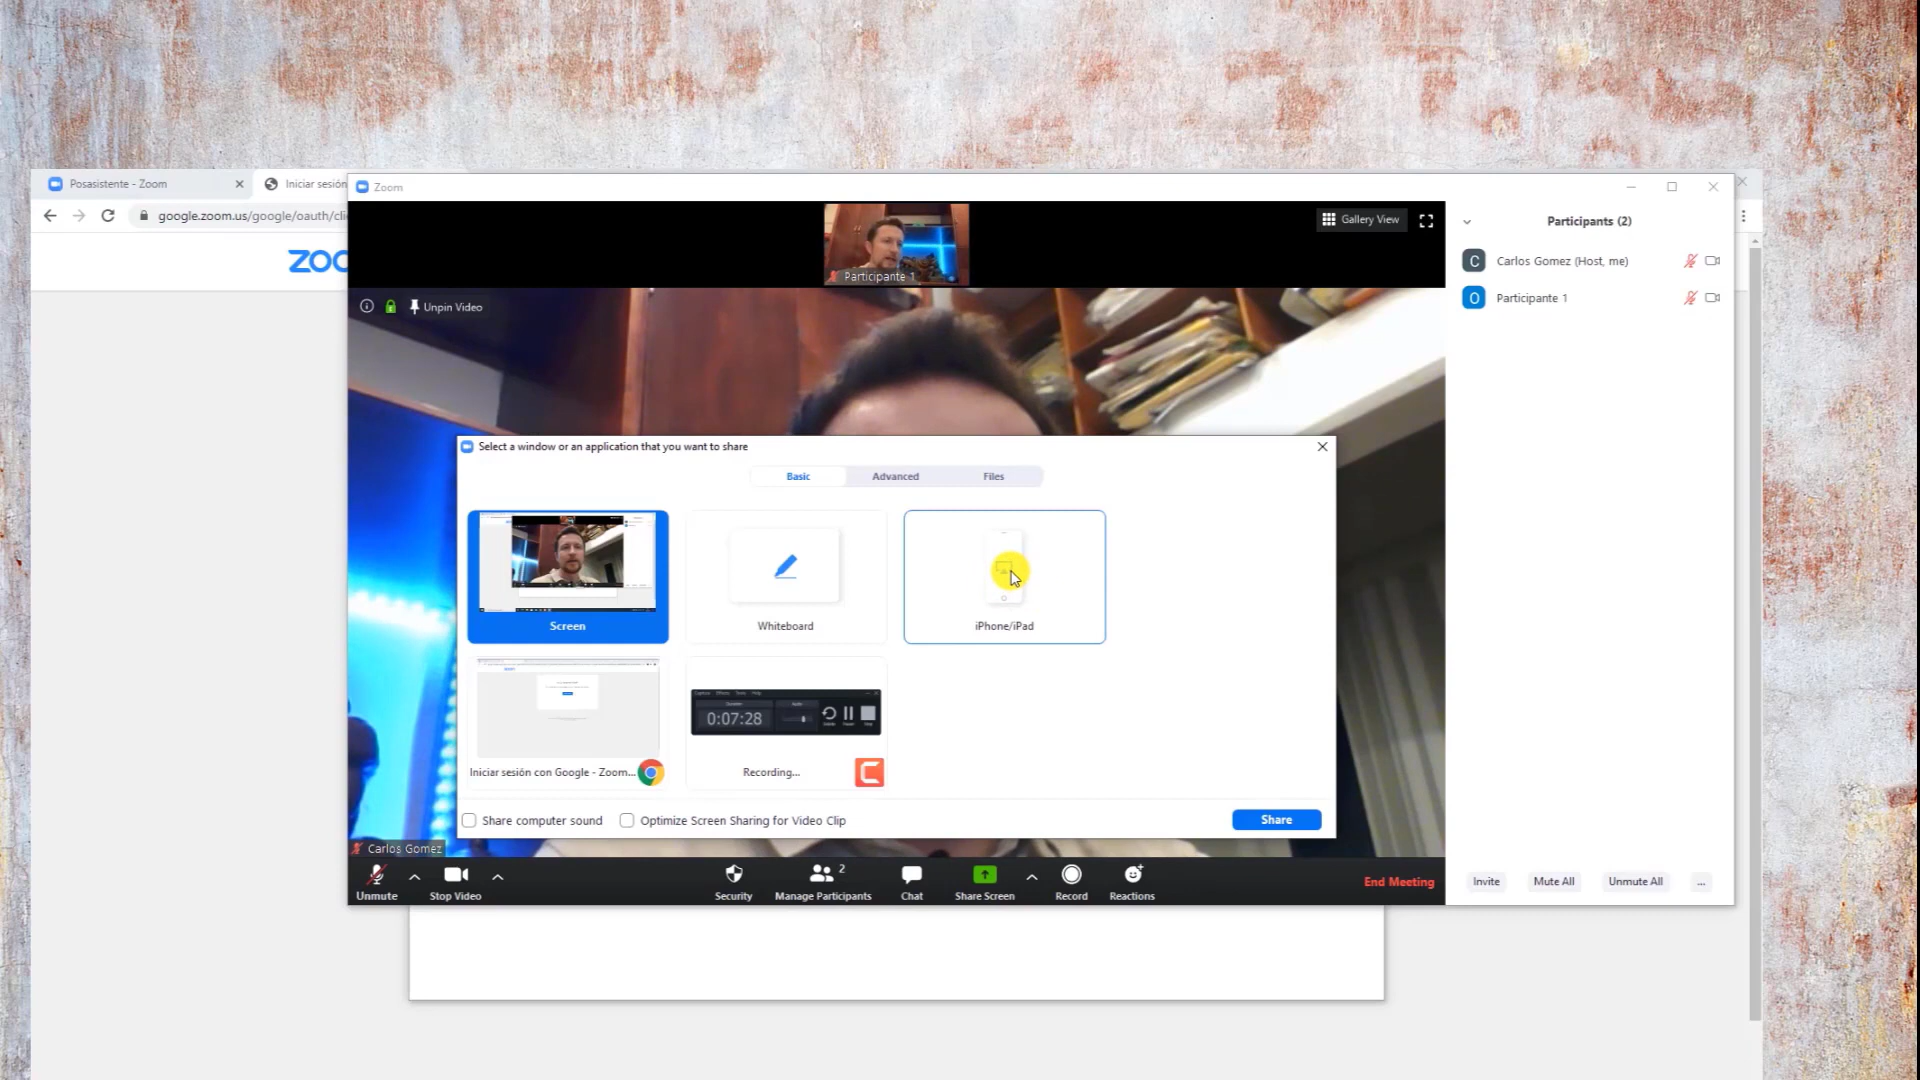 Posasistente - Zoom
Iniciar sesión
google.zoom.us/google/oauth/cli
ZOO
Zoom
Participante 1
Gallery View
Participants (2)
C Carlos Gomez (Host, me)
O Participante 1
Unpin Video
Select a window or an application that you want to share
Basic
Advanced
Files
Screen
Whiteboard
iPhone/iPad
0:07:28
Iniciar sesión con Google - Zoom...
Recording...
Share computer sound
Optimize Screen Sharing for Video Clip
Share
Carlos Gomez
Unmute
Stop Video
Security
2
Manage Participants
Chat
Share Screen
Record
Reactions
End Meeting
Invite
Mute All
Unmute All
...